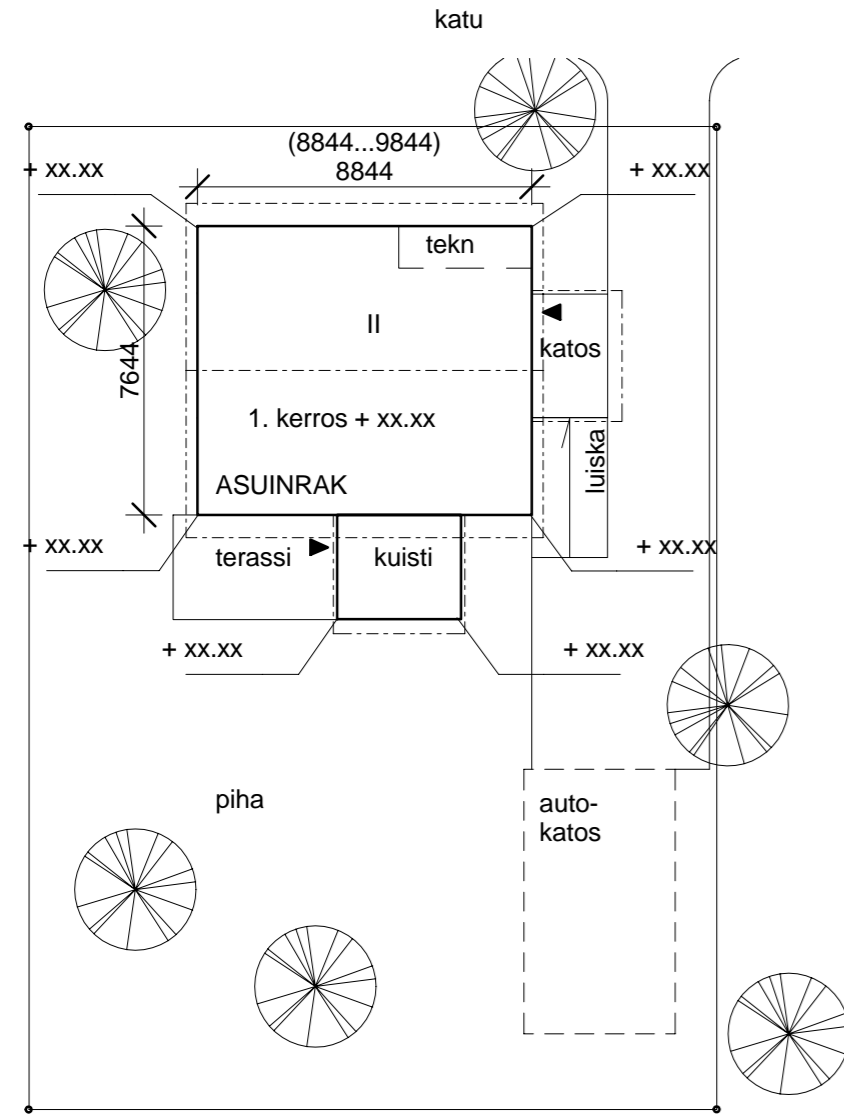 katu
(8844...9844)
8844
+ xx.xx
+ xx.xx
tekn
II
katos
7644
1. kerros + xx.xx
luiska
ASUINRAK
+ xx.xx
terassi
kuisti
+ xx.xx
+ xx.xx
+ xx.xx
piha
auto-
katos